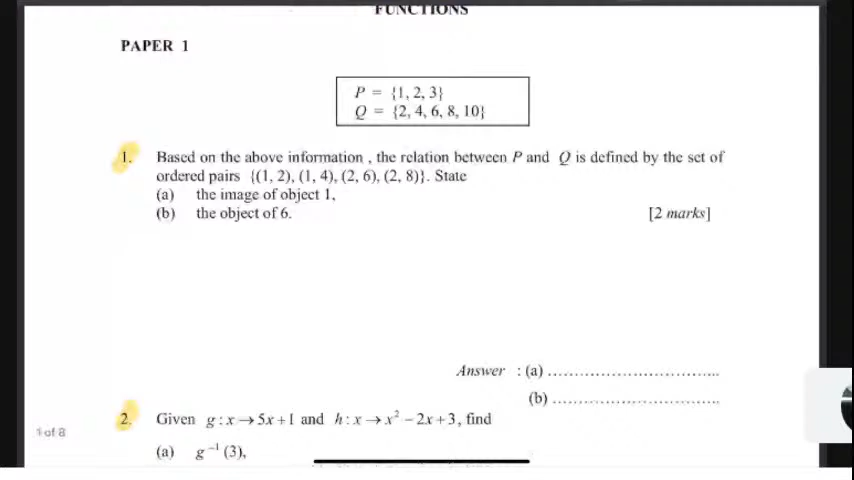 FUNCTIONS
PAPER 1
P = {1, 2, 3}
Q = {2, 4, 6, 8, 10}
1. Based on the above information , the relation between P and Q is defined by the set of
ordered pairs {(1, 2), (1, 4), (2, 6), (2, 8)}. State
(a) the image of object 1,
(b) the object of 6. [2 marks]
Answer : (a) ................................
(b) ...............................
2. Given g : x → 5x + 1 and h : x → x² − 2x + 3, find
1 of 8
(a) g⁻¹ (3),